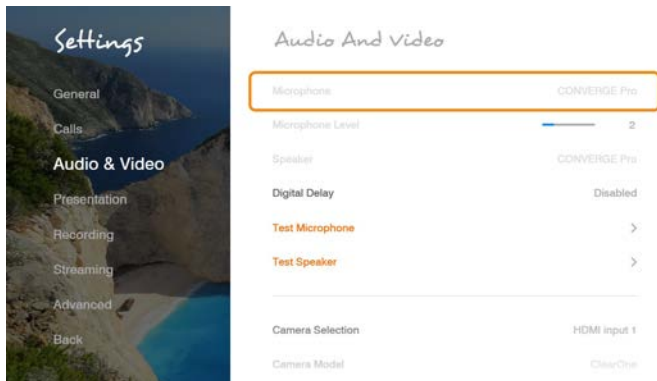 Settings
General
Calls
Audio & Video
Presentation
Recording
Streaming
Advanced
Back
Audio And Video
Microphone CONVERGE Pro
Microphone Level 2
Speaker CONVERGE Pro
Digital Delay Disabled
Test Microphone >
Test Speaker >
Camera Selection HDMI input 1
Camera Model ClearOne